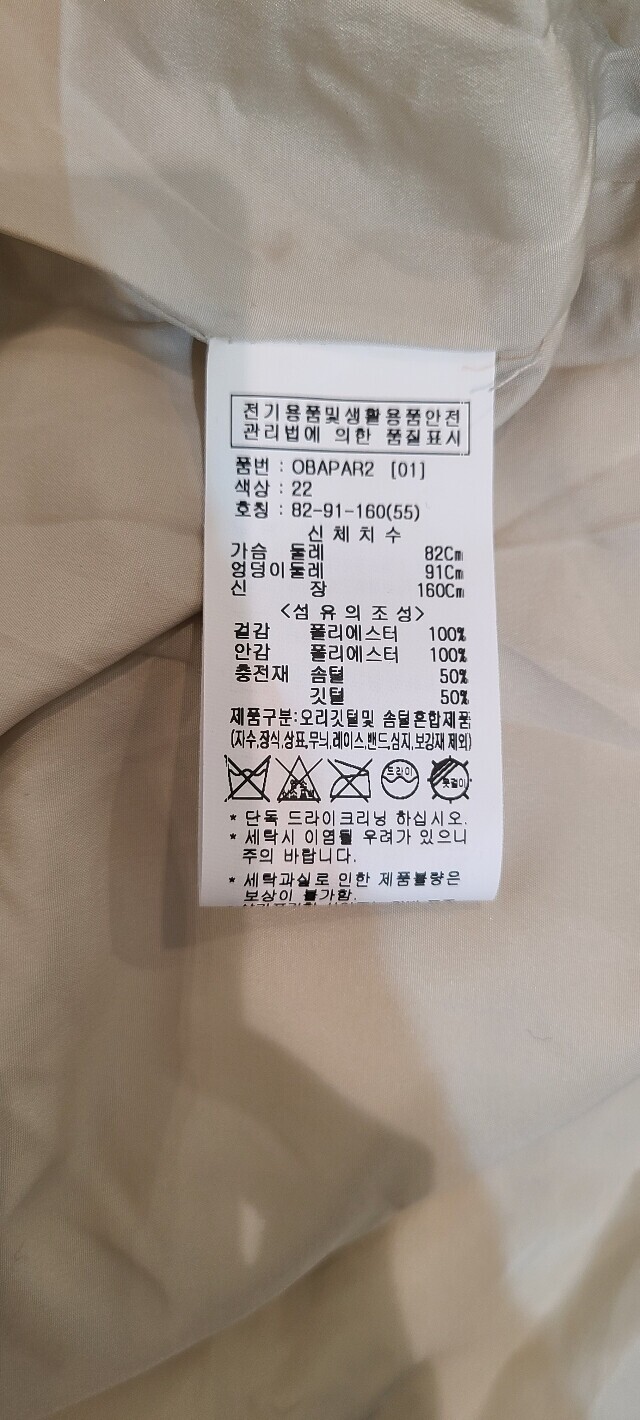 전기용품및생활용품안전
관리법에 의한 품질표시
품번 : OBAPAR2 [01]
색상 : 22
호칭 : 82-91-160(55)
신체치수
가슴 둘레 82Cm
엉덩이둘레 91Cm
신 장 160Cm
<섬유의조성>
겉감 폴리에스터 100%
안감 폴리에스터 100%
충전재 솜털 50%
깃털 50%
제품구분:오리깃털및 솜털혼합제품
(자수,장식,상표,무늬,레이스,밴드,심지,보강재 제외)
드라이
옷걸이
* 단독 드라이크리닝 하십시오.
* 세탁시 이염될 우려가 있으니
주의 바랍니다.
* 세탁과실로 인한 제품불량은
보상이 불가함.